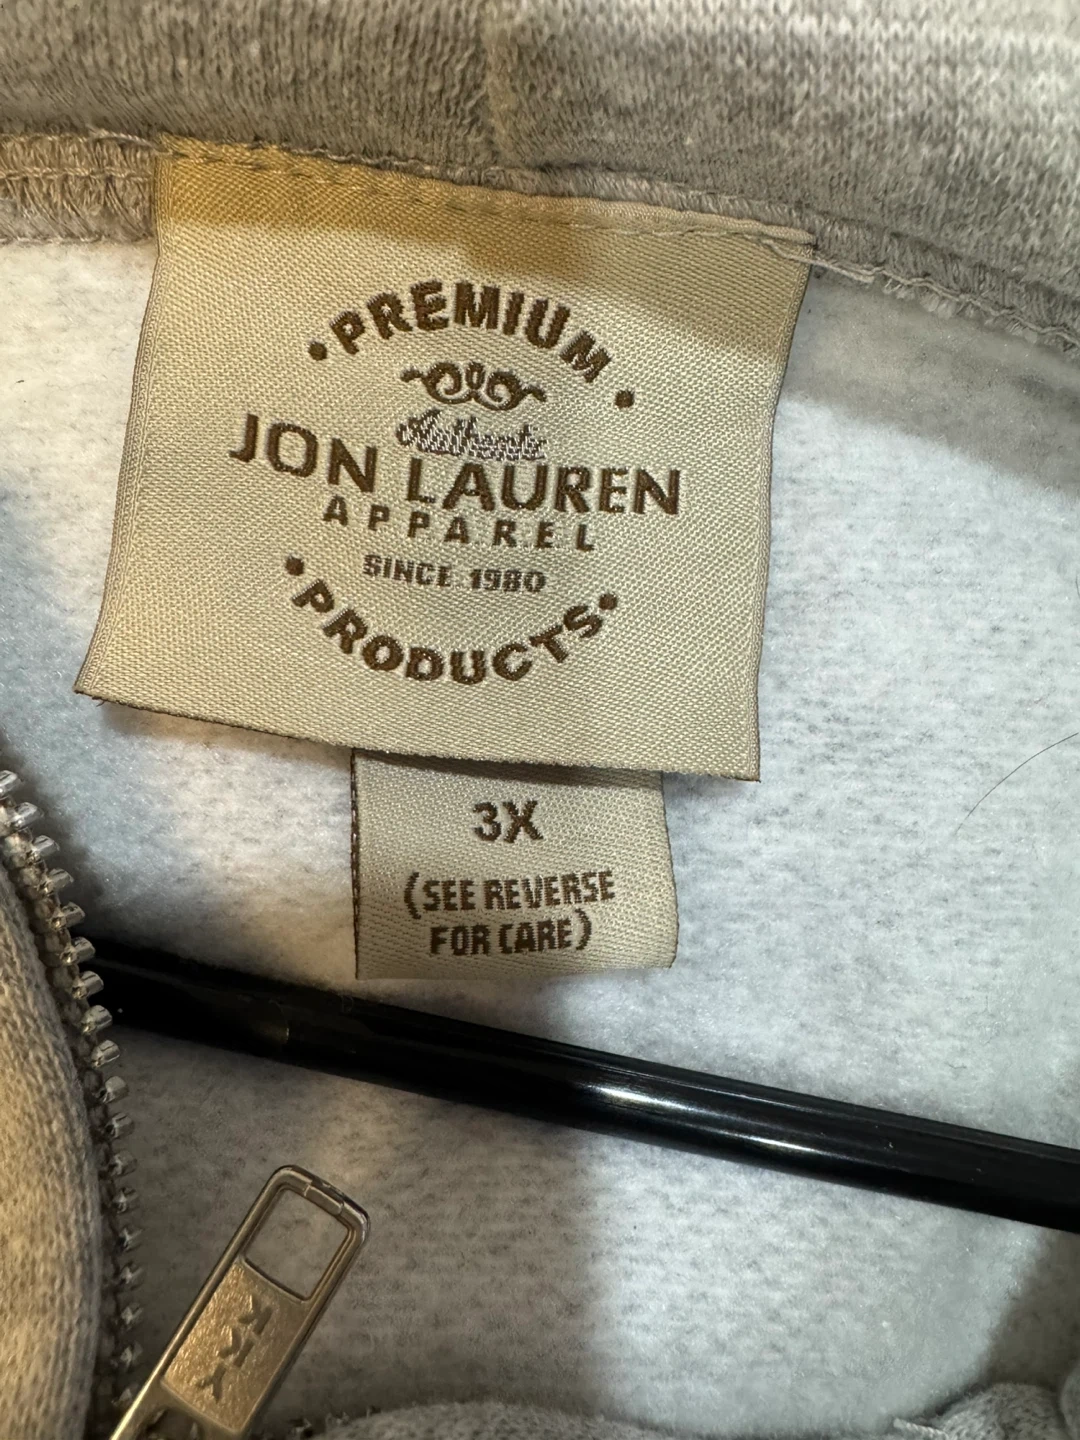 • PREMIUM •
Authentic
JON LAUREN
APPAREL
SINCE 1980
• PRODUCTS •
3X
(SEE REVERSE
FOR CARE)
YKK